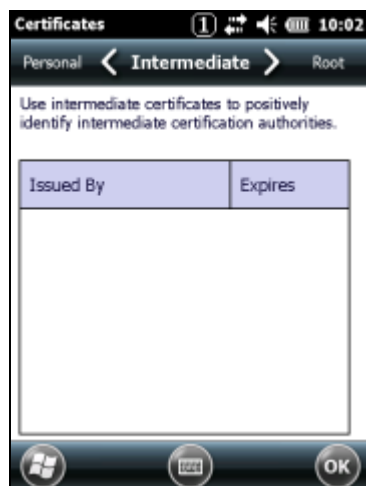 Certificates 1 10:02
Personal Intermediate Root
Use intermediate certificates to positively
identify intermediate certification authorities.
Issued By Expires
OK